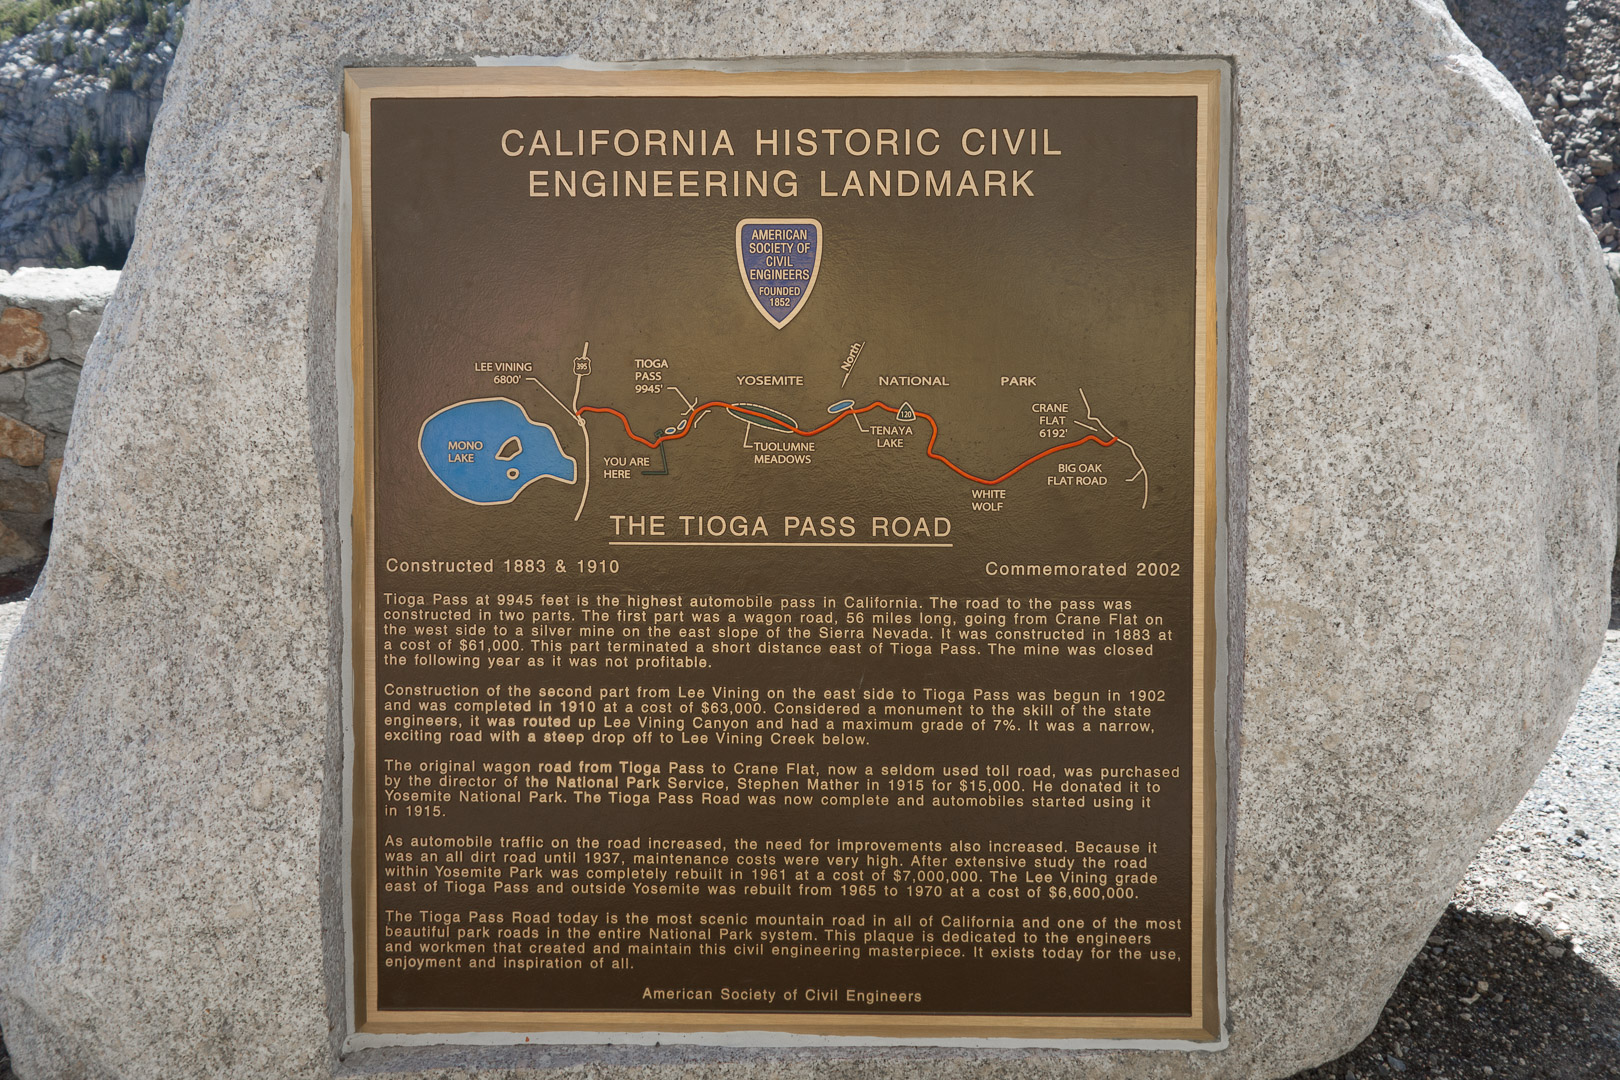 CALIFORNIA HISTORIC CIVIL
ENGINEERING LANDMARK
AMERICAN
SOCIETY OF
CIVIL
ENGINEERS
FOUNDED
1852
LEE VINING
6800'
395
TIOGA
PASS
9945'
YOSEMITE
North
NATIONAL
PARK
CRANE
FLAT
6192'
120
MONO
LAKE
YOU ARE
HERE
TUOLUMNE
MEADOWS
TENAYA
LAKE
BIG OAK
FLAT ROAD
WHITE
WOLF
THE TIOGA PASS ROAD
Constructed 1883 & 1910
Commemorated 2002
Tioga Pass at 9945 feet is the highest automobile pass in California. The road to the pass was
constructed in two parts. The first part was a wagon road, 56 miles long, going from Crane Flat on
the west side to a silver mine on the east slope of the Sierra Nevada. It was constructed in 1883 at
a cost of $61,000. This part terminated a short distance east of Tioga Pass. The mine was closed
the following year as it was not profitable.
Construction of the second part from Lee Vining on the east side to Tioga Pass was begun in 1902
and was completed in 1910 at a cost of $63,000. Considered a monument to the skill of the state
engineers, it was routed up Lee Vining Canyon and had a maximum grade of 7%. It was a narrow,
exciting road with a steep drop off to Lee Vining Creek below.
The original wagon road from Tioga Pass to Crane Flat, now a seldom used toll road, was purchased
by the director of the National Park Service, Stephen Mather in 1915 for $15,000. He donated it to
Yosemite National Park. The Tioga Pass Road was now complete and automobiles started using it
in 1915.
As automobile traffic on the road increased, the need for improvements also increased. Because it
was an all dirt road until 1937, maintenance costs were very high. After extensive study the road
within Yosemite Park was completely rebuilt in 1961 at a cost of $7,000,000. The Lee Vining grade
east of Tioga Pass and outside Yosemite was rebuilt from 1965 to 1970 at a cost of $6,600,000.
The Tioga Pass Road today is the most scenic mountain road in all of California and one of the most
beautiful park roads in the entire National Park system. This plaque is dedicated to the engineers
and workmen that created and maintain this civil engineering masterpiece. It exists today for the use,
enjoyment and inspiration of all.
American Society of Civil Engineers